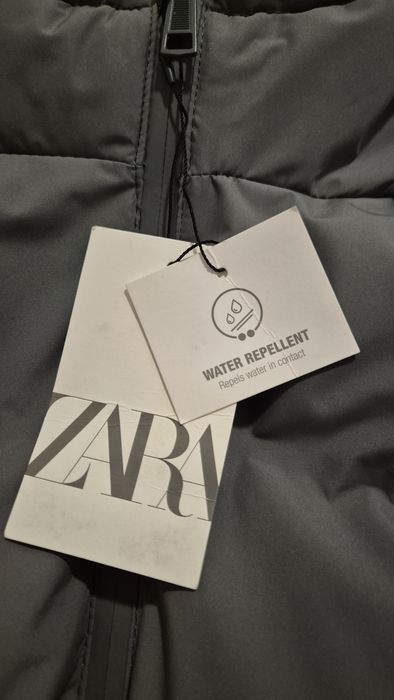 WATER REPELLENT
Repels water in contact
ZARA